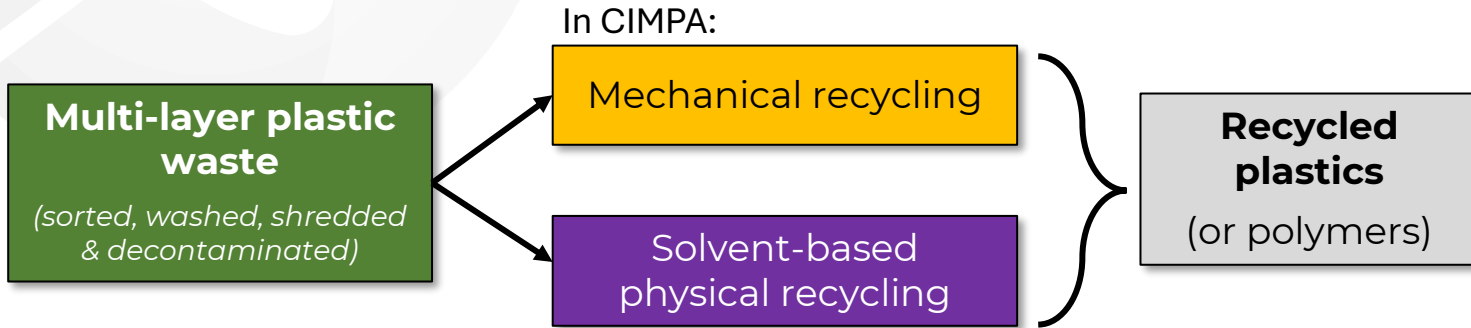 In CIMPA:
Multi-layer plastic
waste
(sorted, washed, shredded
& decontaminated)
Mechanical recycling
Solvent-based
physical recycling
Recycled
plastics
(or polymers)